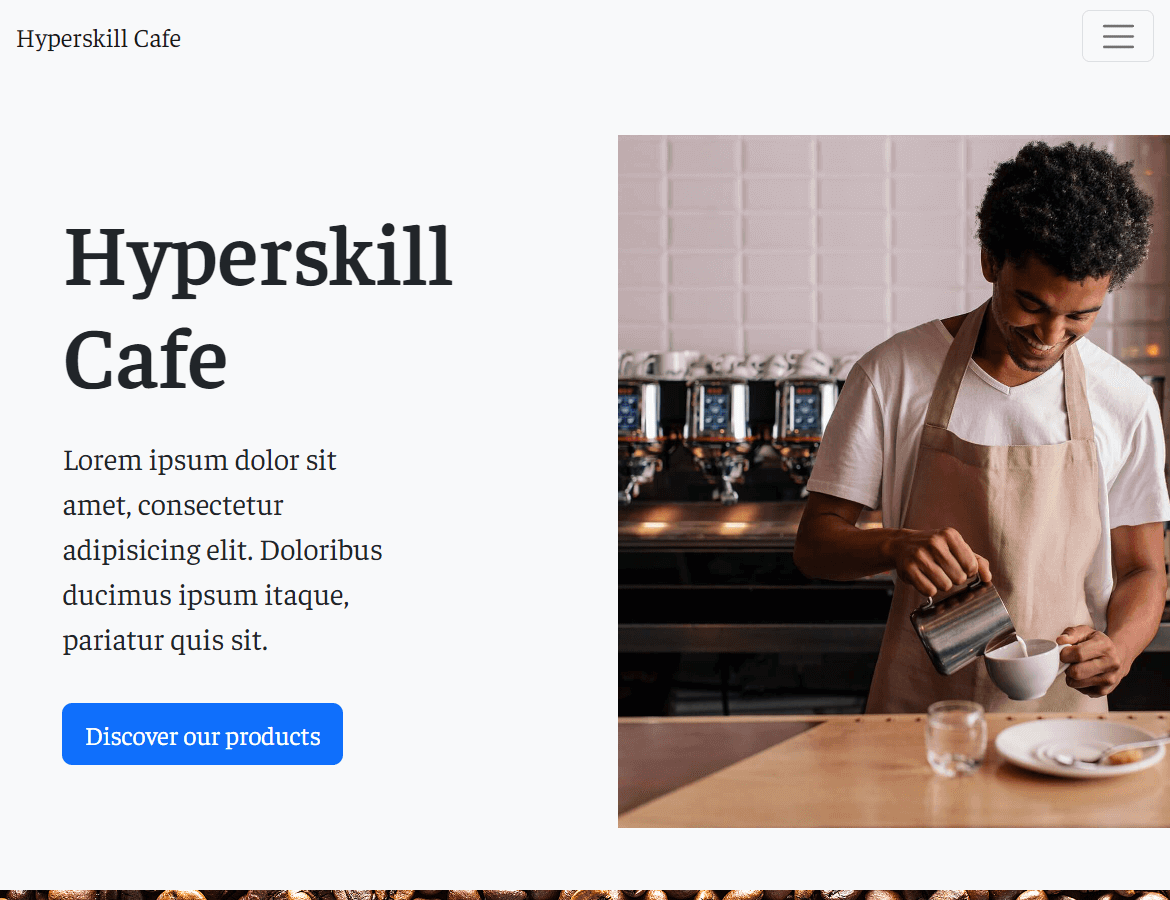 Hyperskill Cafe
Hyperskill
Cafe
Lorem ipsum dolor sit
amet, consectetur
adipisicing elit. Doloribus
ducimus ipsum itaque,
pariatur quis sit.
Discover our products